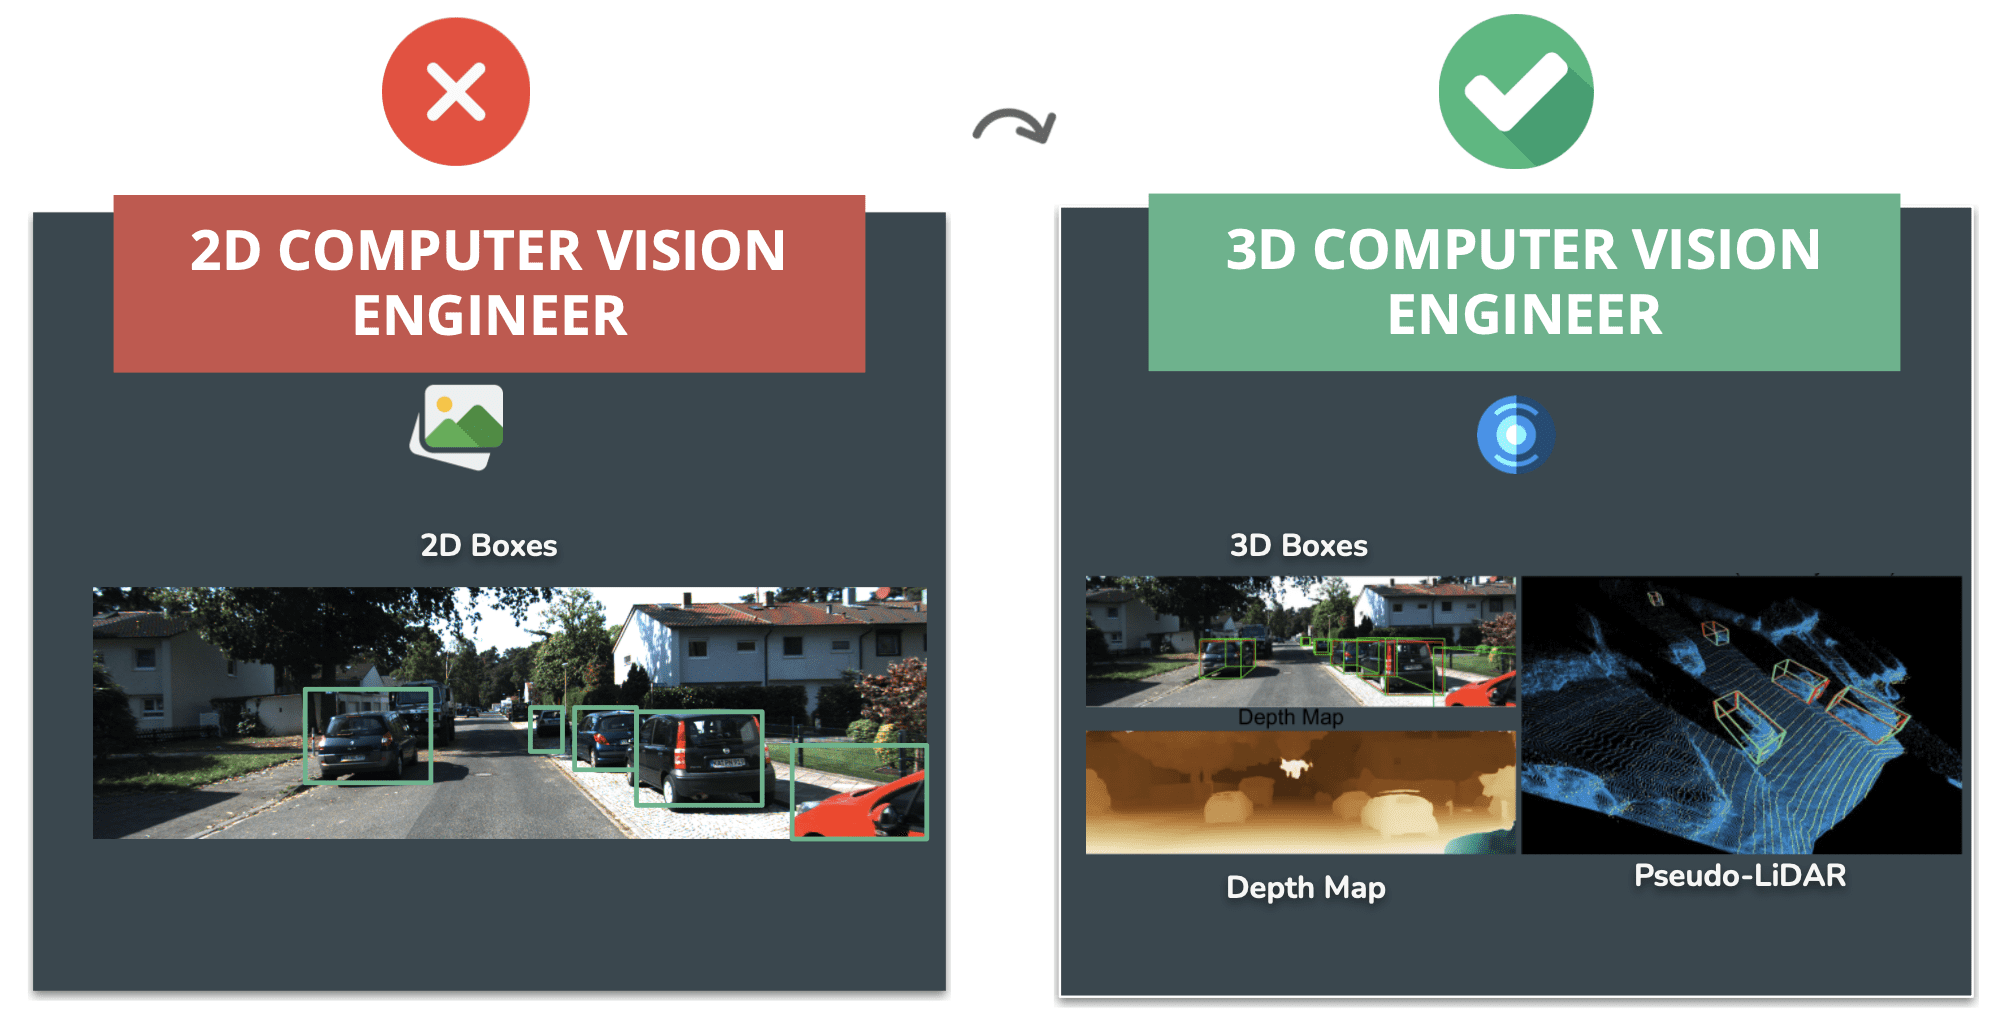 2D COMPUTER VISION
ENGINEER
2D Boxes
3D COMPUTER VISION
ENGINEER
3D Boxes
Depth Map
Depth Map
Pseudo-LiDAR